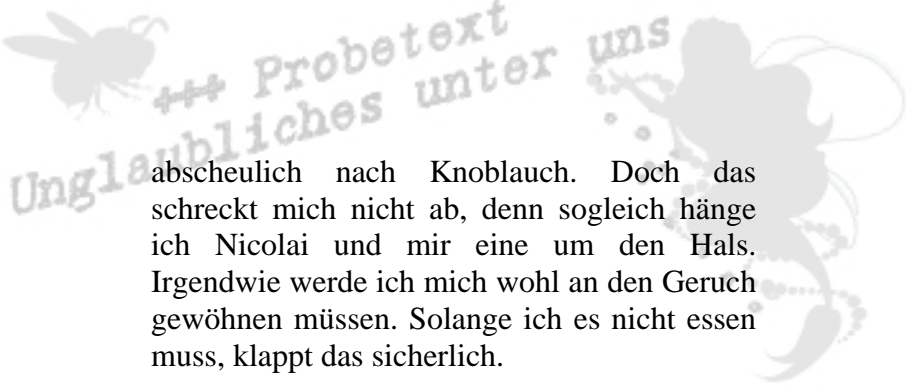 +++ Probetext
Unglaubliches unter uns
abscheulich nach Knoblauch. Doch das
schreckt mich nicht ab, denn sogleich hänge
ich Nicolai und mir eine um den Hals.
Irgendwie werde ich mich wohl an den Geruch
gewöhnen müssen. Solange ich es nicht essen
muss, klappt das sicherlich.